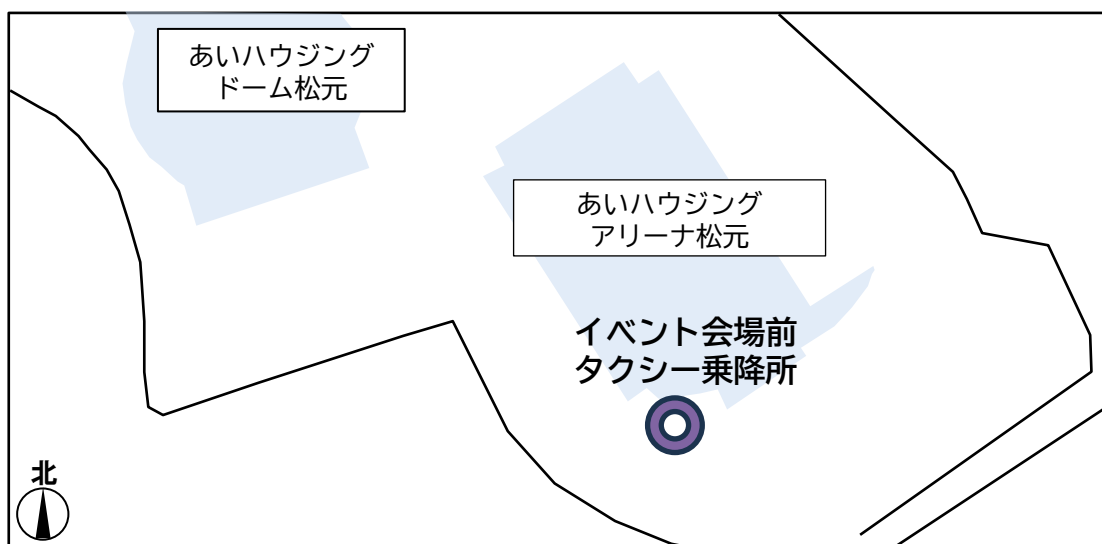 あいハウジング
ドーム松元
あいハウジング
アリーナ松元
イベント会場前
タクシー乗降所
北